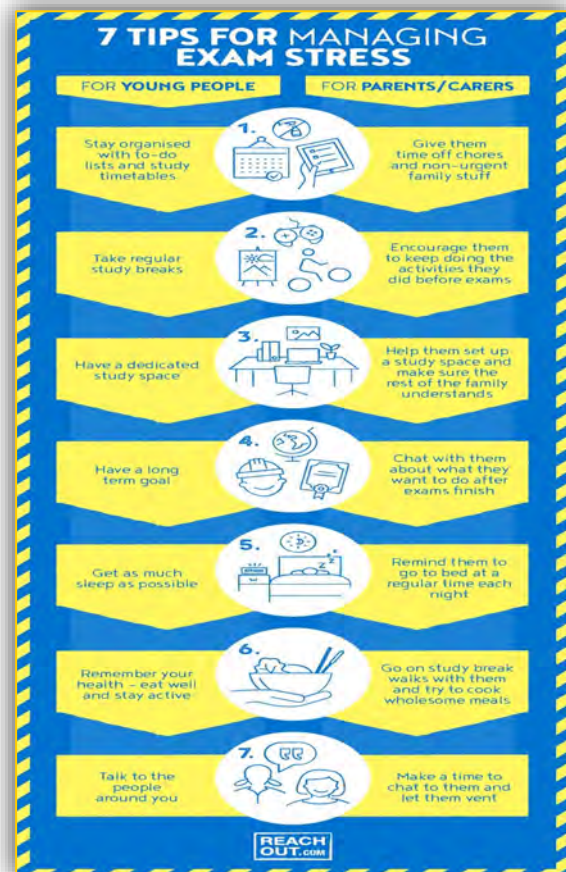 7 TIPS FOR MANAGING
EXAM STRESS
FOR YOUNG PEOPLE
FOR PARENTS/CARERS
1.
Stay organised
with to-do
lists and study
timetables
Give them
time off chores
and non-urgent
family stuff
2.
Take regular
study breaks
Encourage them
to keep doing the
activities they
did before exams
3.
Have a dedicated
study space
Help them set up
a study space and
make sure the
rest of the family
understands
4.
Have a long
term goal
Chat with them
about what they
want to do after
exams finish
5.
Get as much
sleep as possible
Remind them to
go to bed at a
regular time each
night
6.
Remember your
health – eat well
and stay active
Go on study break
walks with them
and try to cook
wholesome meals
7.
Talk to the
people
around you
Make a time to
chat to them and
let them vent
REACH
OUT.COM